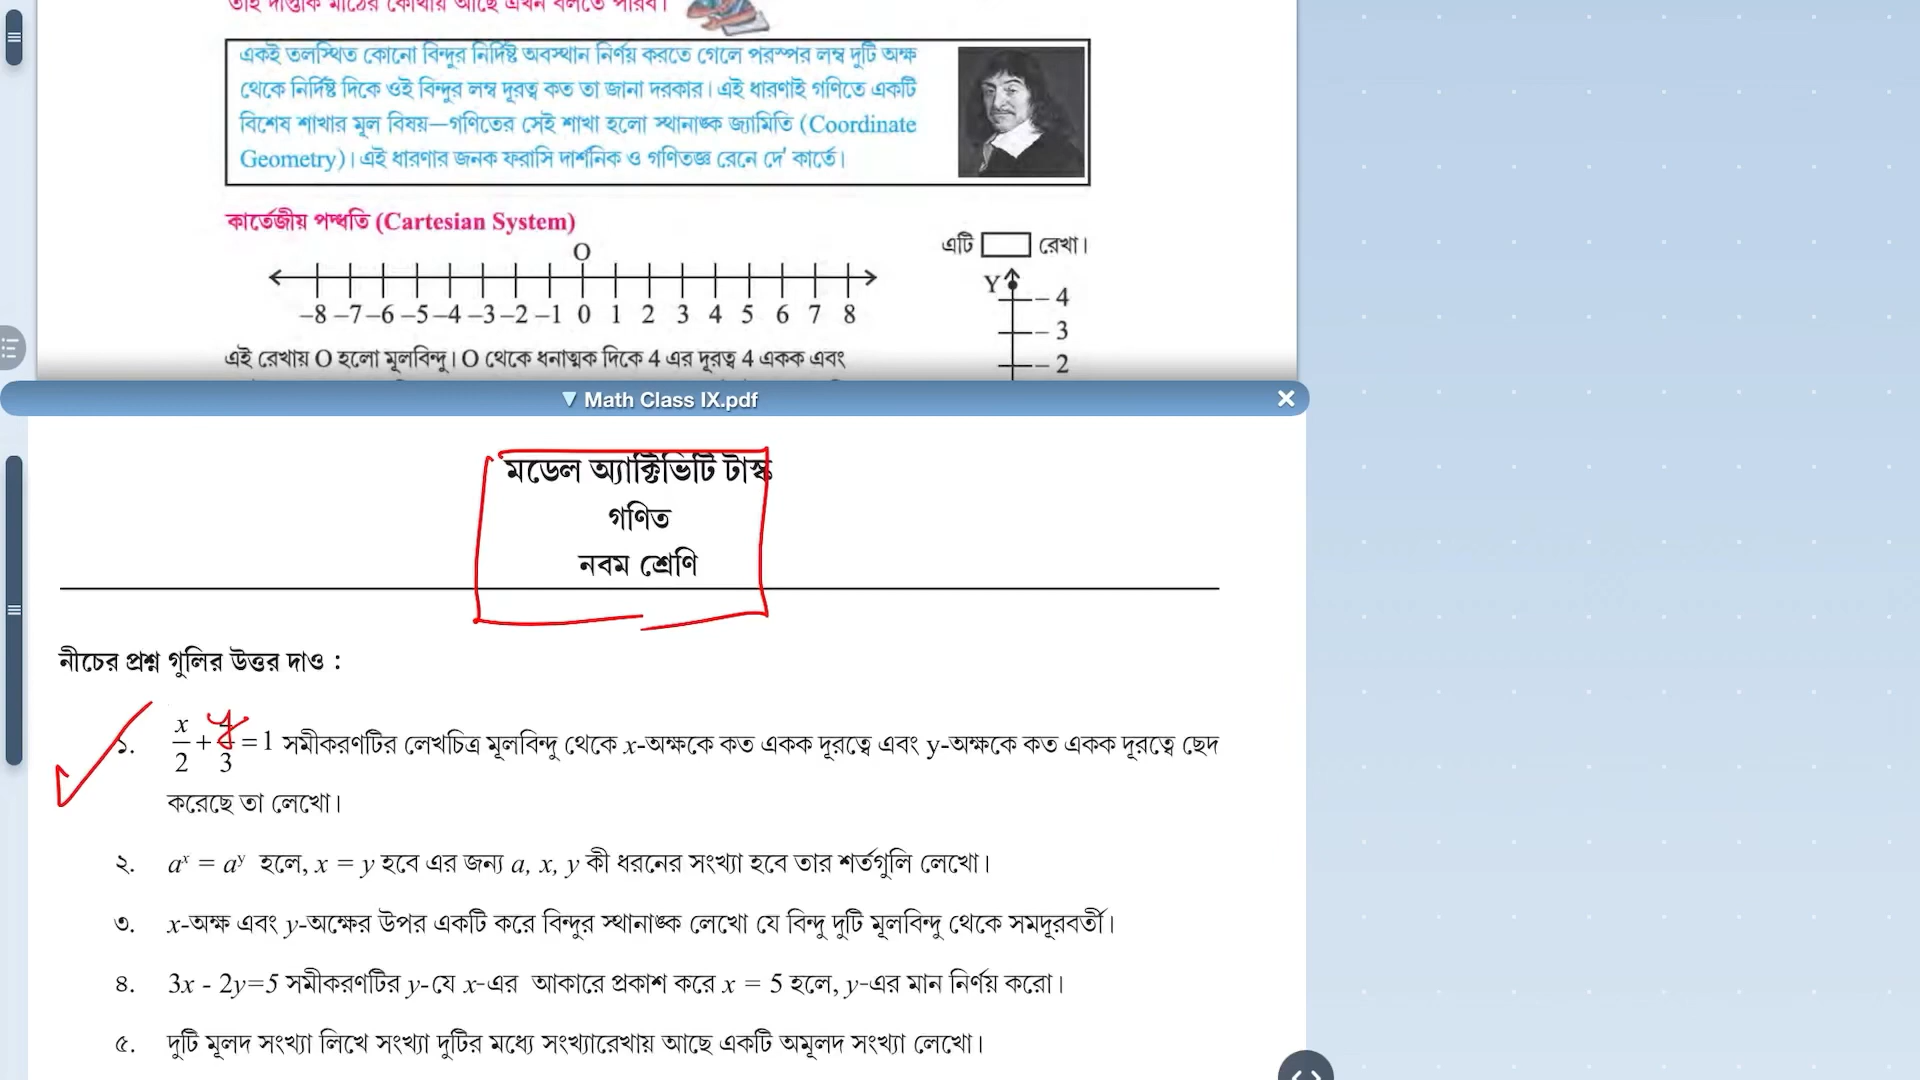 তাই দীপ্তকি মাঠের কোথায় আছে এখন বলতে পারব।
একই তলস্থিত কোনো বিন্দুর নির্দিষ্ট অবস্থান নির্ণয় করতে গেলে পরস্পর লম্ব দুটি অক্ষ
থেকে নির্দিষ্ট দিকে ওই বিন্দুর লম্ব দূরত্ব কত তা জানা দরকার। এই ধারণাই গণিতে একটি
বিশেষ শাখার মূল বিষয়—গণিতের সেই শাখা হলো স্থানাঙ্ক জ্যামিতি (Coordinate
Geometry)। এই ধারণার জনক ফরাসি দার্শনিক ও গণিতজ্ঞ রেনে দে' কার্তে।
কার্তেজীয় পদ্ধতি (Cartesian System)
এটি রেখা।
O
–8 –7 –6 –5 –4 –3 –2 –1 0 1 2 3 4 5 6 7 8
Y
4
3
2
এই রেখায় O হলো মূলবিন্দু। O থেকে ধনাত্মক দিকে 4 এর দূরত্ব 4 একক এবং
▼ Math Class IX.pdf ✕
মডেল অ্যাক্টিভিটি টাস্ক
গণিত
নবম শ্রেণি
নীচের প্রশ্ন গুলির উত্তর দাও :
১. x/2 + y/3 = 1 সমীকরণটির লেখচিত্র মূলবিন্দু থেকে x-অক্ষকে কত একক দূরত্বে এবং y-অক্ষকে কত একক দূরত্বে ছেদ
করেছে তা লেখো।
২. aˣ = aʸ হলে, x = y হবে এর জন্য a, x, y কী ধরনের সংখ্যা হবে তার শর্তগুলি লেখো।
৩. x-অক্ষ এবং y-অক্ষের উপর একটি করে বিন্দুর স্থানাঙ্ক লেখো যে বিন্দু দুটি মূলবিন্দু থেকে সমদূরবর্তী।
৪. 3x - 2y=5 সমীকরণটির y-যে x-এর আকারে প্রকাশ করে x = 5 হলে, y-এর মান নির্ণয় করো।
৫. দুটি মূলদ সংখ্যা লিখে সংখ্যা দুটির মধ্যে সংখ্যারেখায় আছে একটি অমূলদ সংখ্যা লেখো।